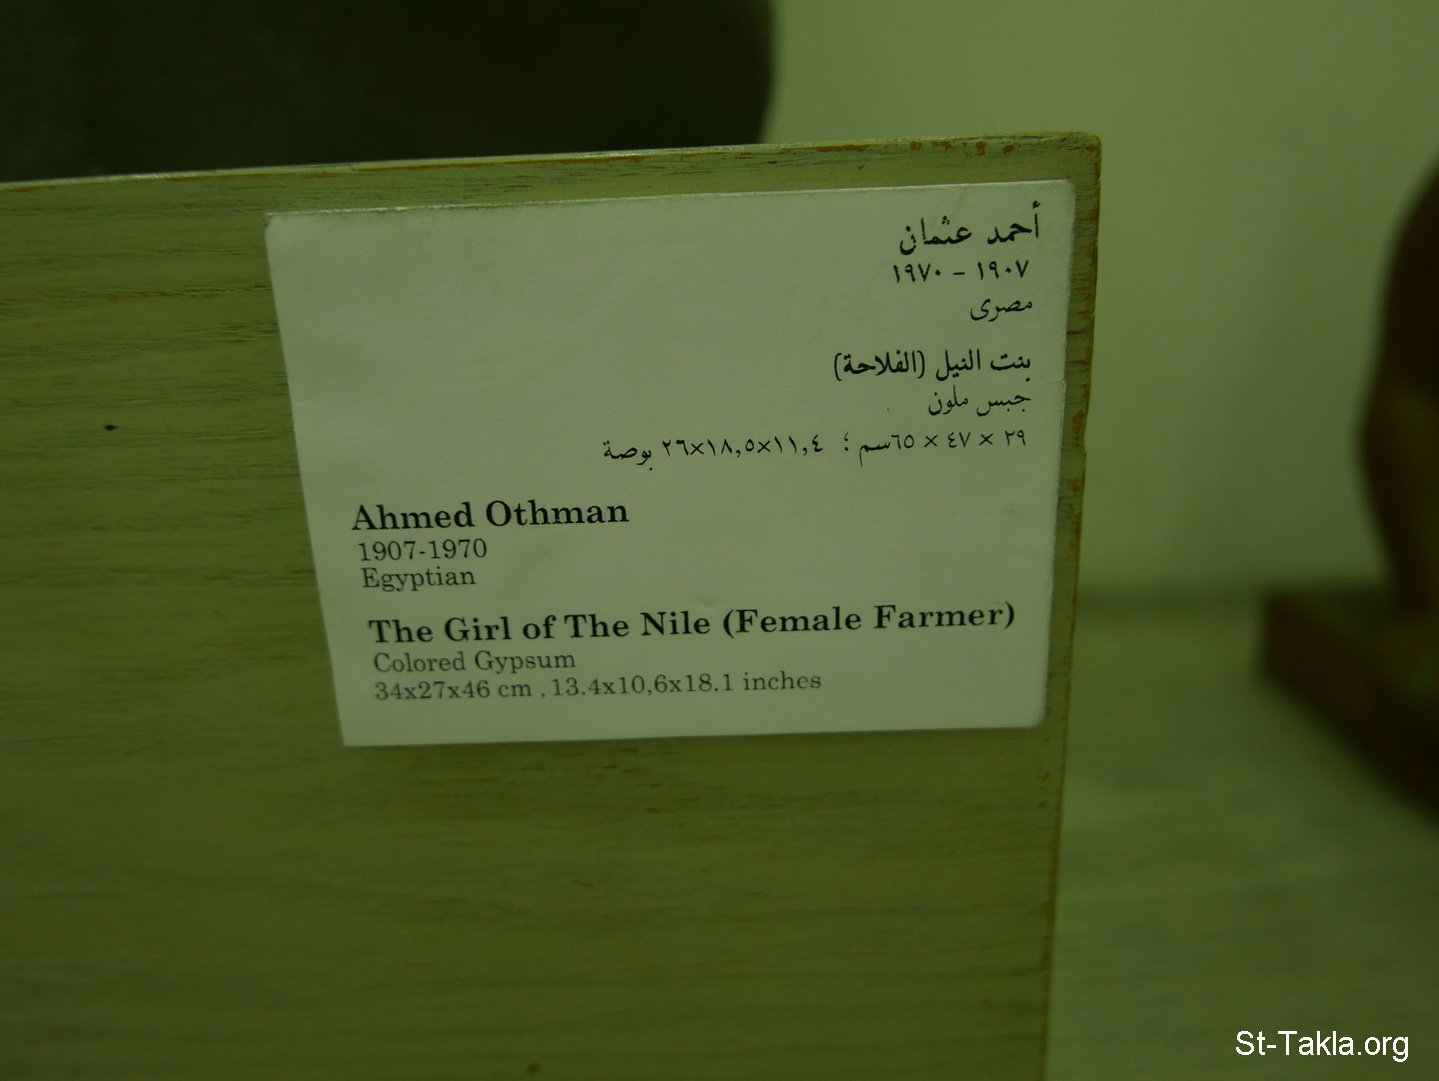 أحمد عثمان
١٩٠٧ – ١٩٧٠
مصرى
بنت النيل (الفلاحة)
جبس ملون
٢٩ × ٤٧ × ٦٥سم ؛ ١١,٤×١٨,٥×٢٦ بوصة
Ahmed Othman
1907-1970
Egyptian
The Girl of The Nile (Female Farmer)
Colored Gypsum
34x27x46 cm , 13.4x10,6x18.1 inches
St-Takla.org